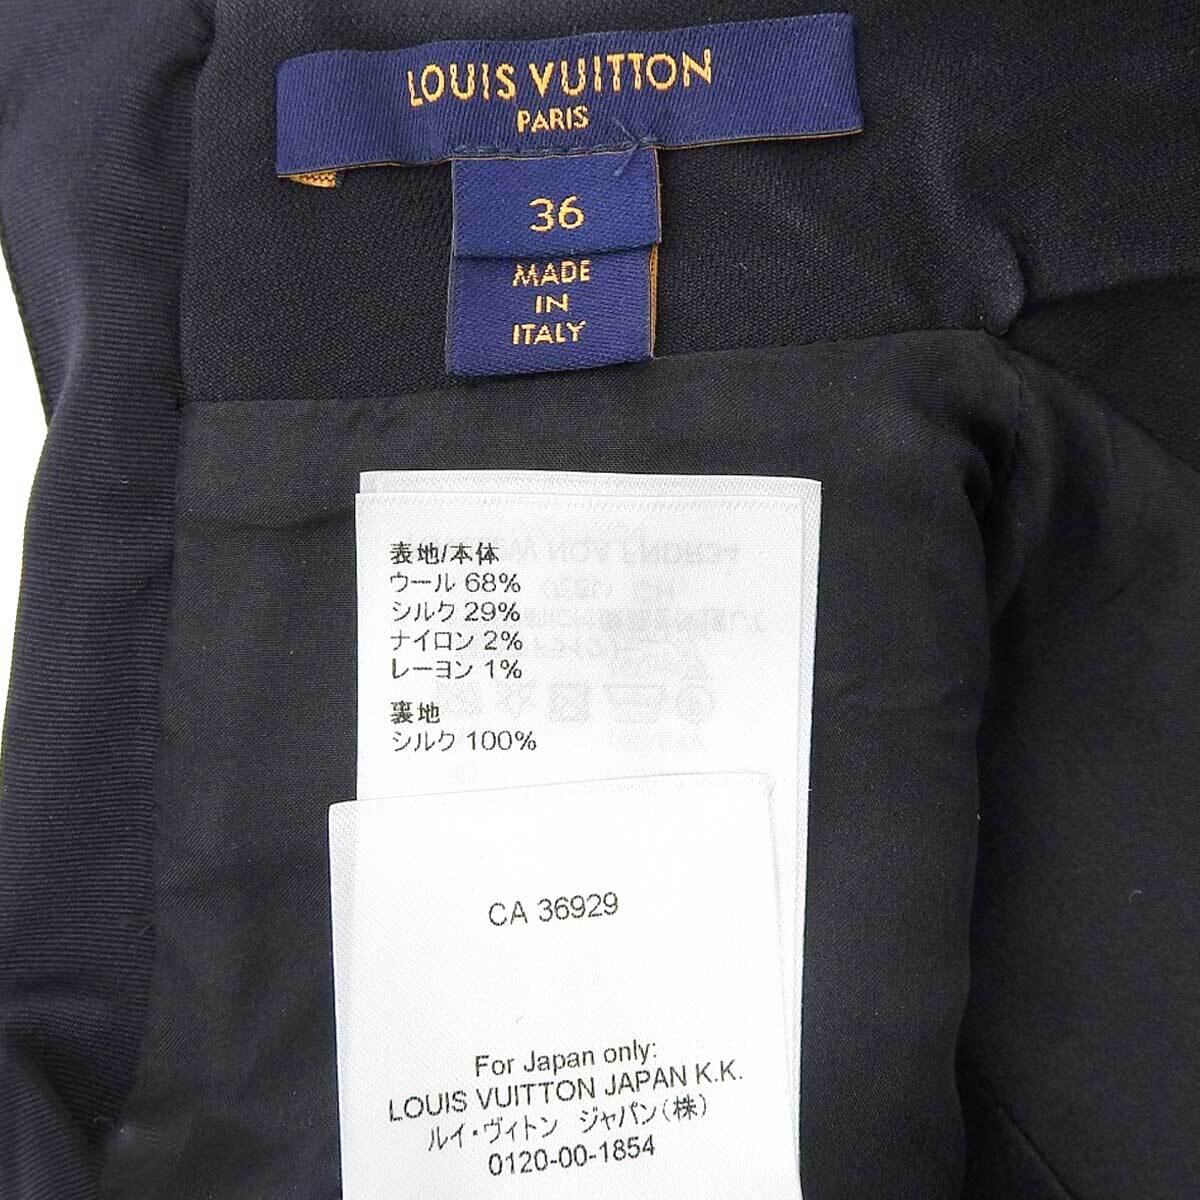 LOUIS VUITTON
PARIS
36
MADE
IN
ITALY
表地/本体
ウール 68%
シルク 29%
ナイロン 2%
レーヨン 1%
裏地
シルク 100%
CA 36929
For Japan only:
LOUIS VUITTON JAPAN K.K.
ルイ・ヴィトン ジャパン(株)
0120-00-1854